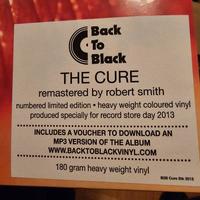 Back
To
Black
THE CURE
remastered by robert smith
numbered limited edition • heavy weight coloured vinyl
produced specially for record store day 2013
INCLUDES A VOUCHER TO DOWNLOAD AN
MP3 VERSION OF THE ALBUM
WWW.BACKTOBLACKVINYL.COM
180 gram heavy weight vinyl